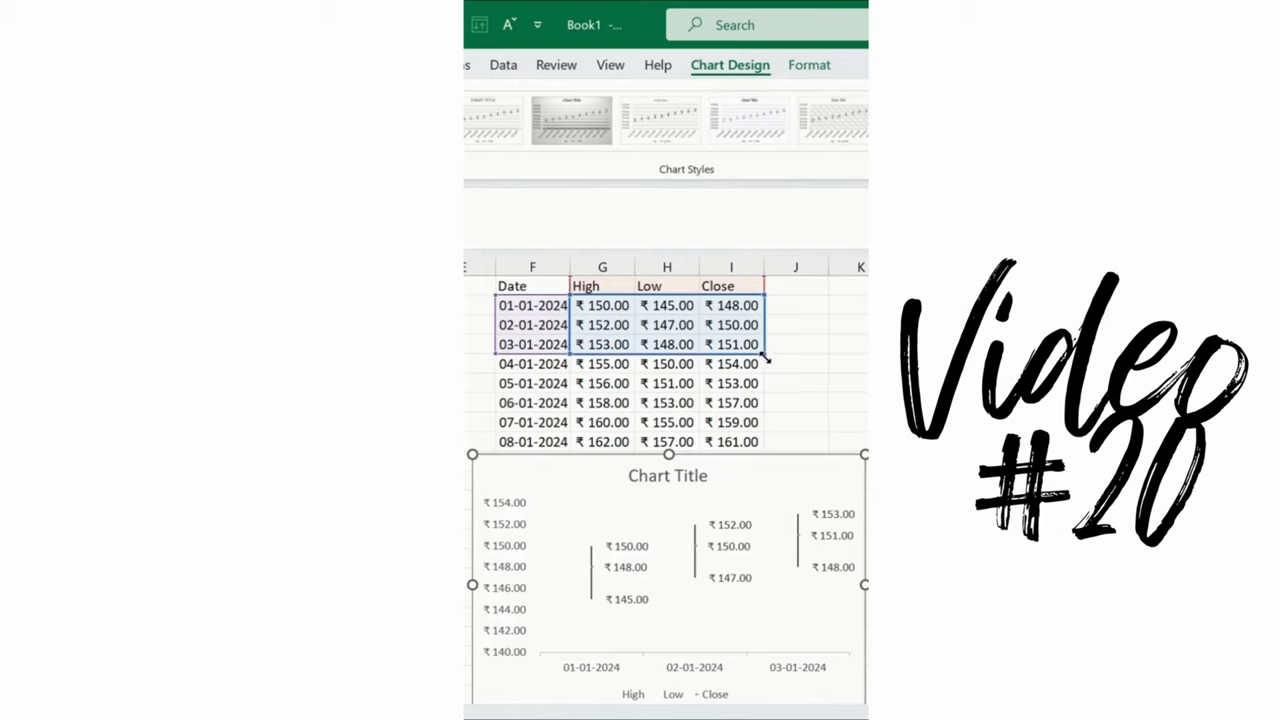 A
Book1 -...
Search
s
Data
Review
View
Help
Chart Design
Format
Chart Styles
E
F
G
H
I
J
K
Date High Low Close
01-01-2024 ₹ 150.00 ₹ 145.00 ₹ 148.00
02-01-2024 ₹ 152.00 ₹ 147.00 ₹ 150.00
03-01-2024 ₹ 153.00 ₹ 148.00 ₹ 151.00
04-01-2024 ₹ 155.00 ₹ 150.00 ₹ 154.00
05-01-2024 ₹ 156.00 ₹ 151.00 ₹ 153.00
06-01-2024 ₹ 158.00 ₹ 153.00 ₹ 157.00
07-01-2024 ₹ 160.00 ₹ 155.00 ₹ 159.00
08-01-2024 ₹ 162.00 ₹ 157.00 ₹ 161.00
Chart Title
₹ 154.00
₹ 152.00
₹ 150.00
₹ 148.00
₹ 146.00
₹ 144.00
₹ 142.00
₹ 140.00
₹ 150.00
₹ 148.00
₹ 145.00
₹ 152.00
₹ 150.00
₹ 147.00
₹ 153.00
₹ 151.00
₹ 148.00
01-01-2024 02-01-2024 03-01-2024
High Low - Close
Video
#20